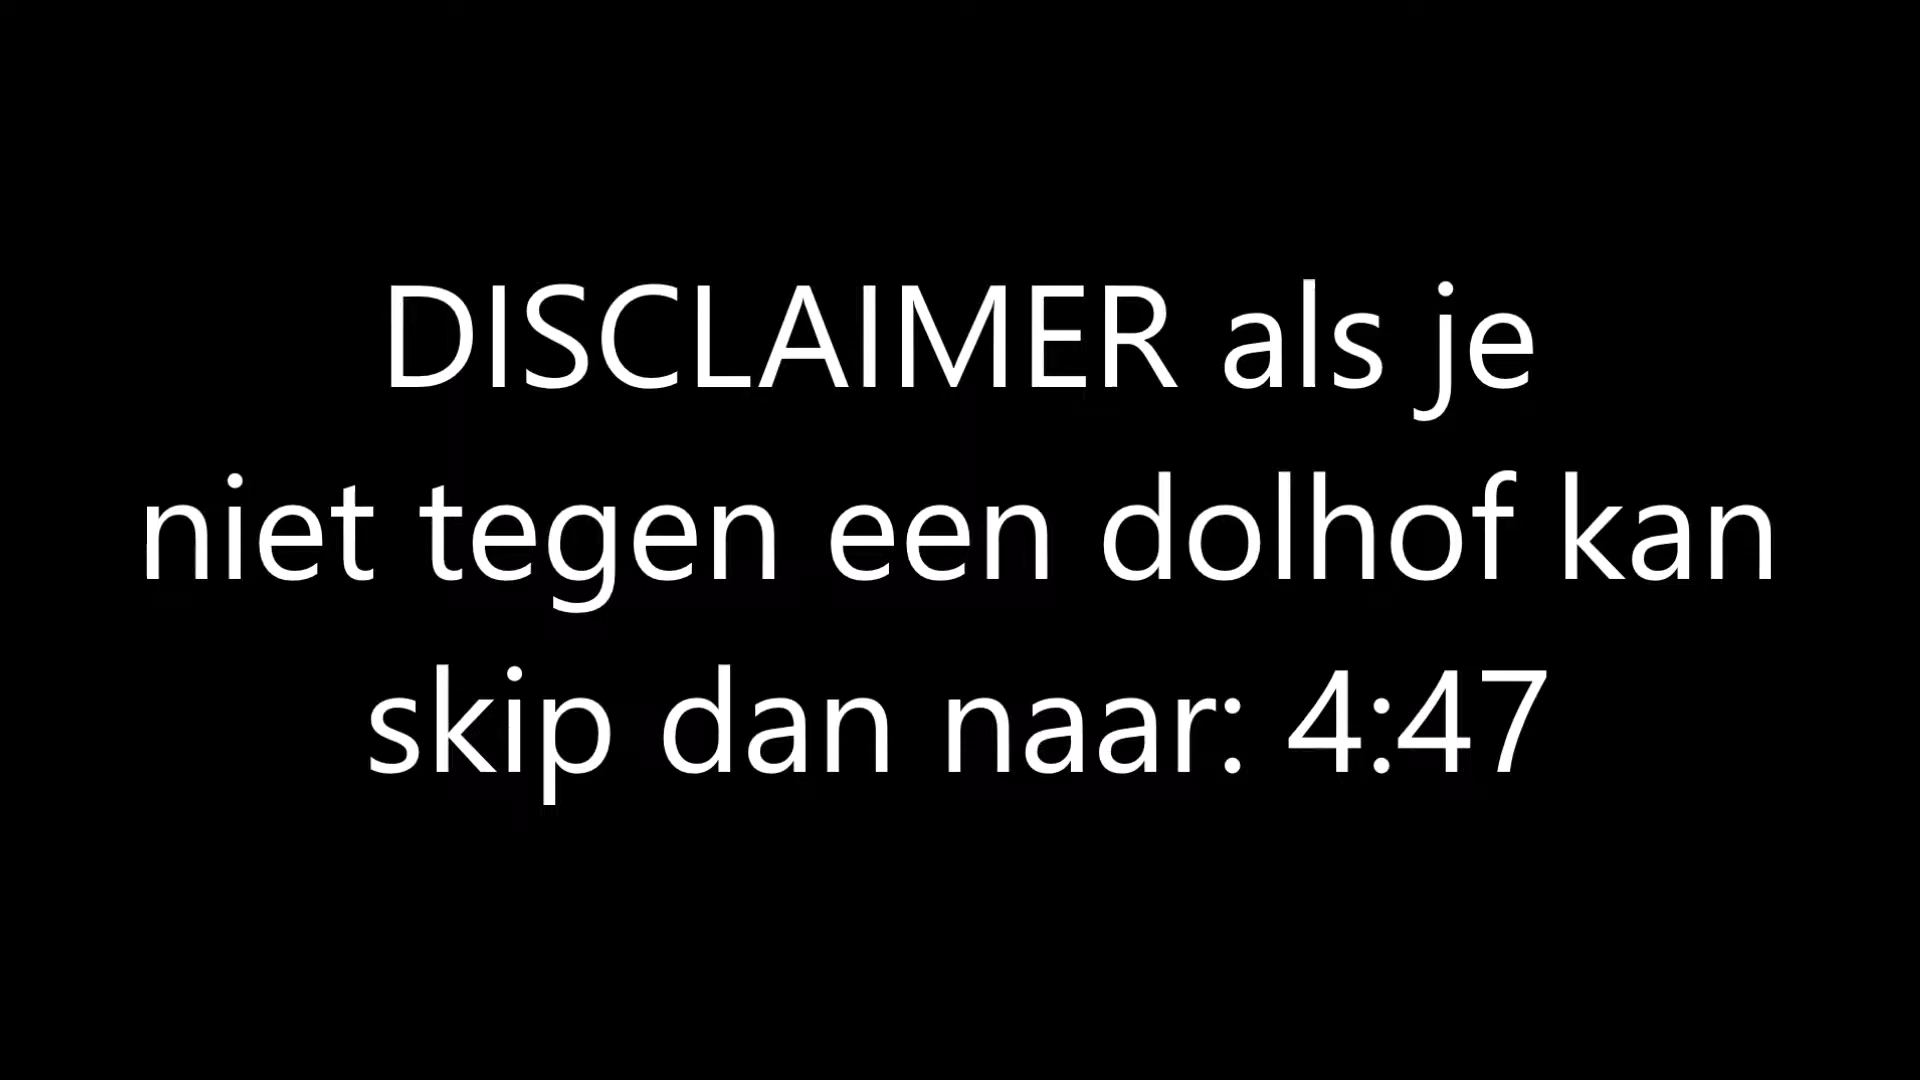 DISCLAIMER als je
niet tegen een dolhof kan
skip dan naar: 4:47